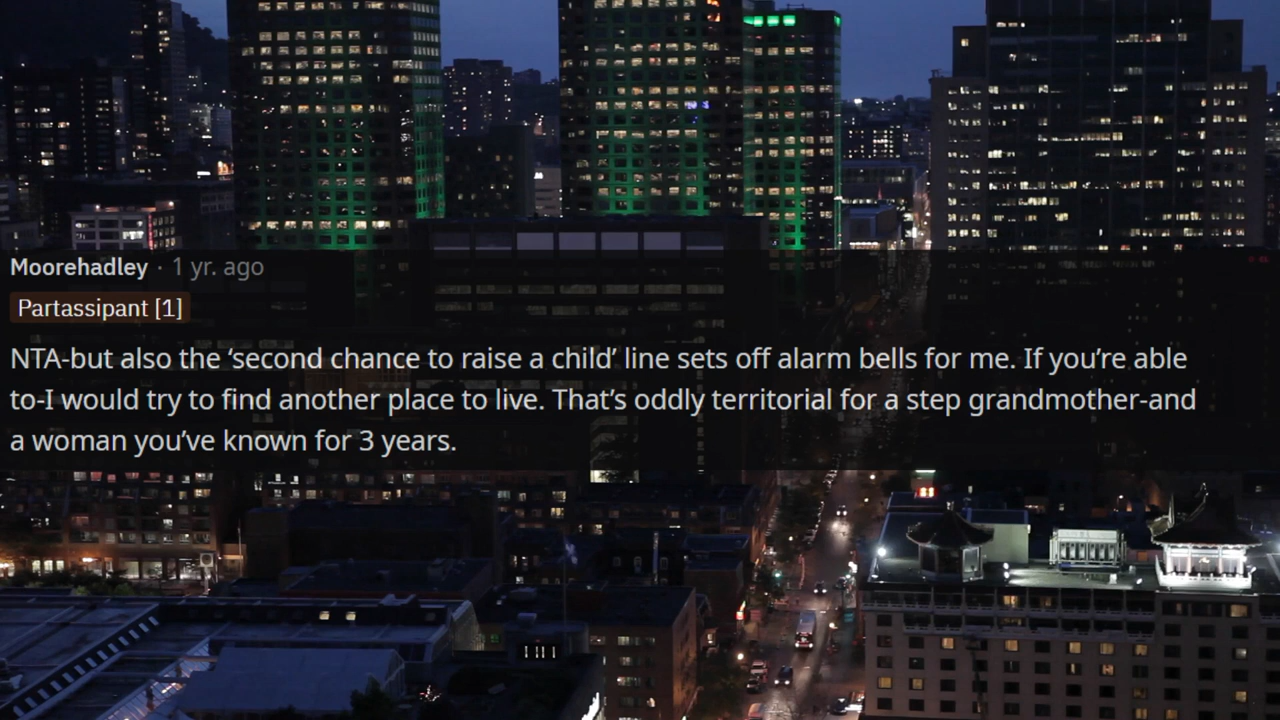 Moorehadley · 1 yr. ago
Partassipant [1]
NTA-but also the ‘second chance to raise a child’ line sets off alarm bells for me. If you’re able
to-I would try to find another place to live. That’s oddly territorial for a step grandmother-and
a woman you’ve known for 3 years.